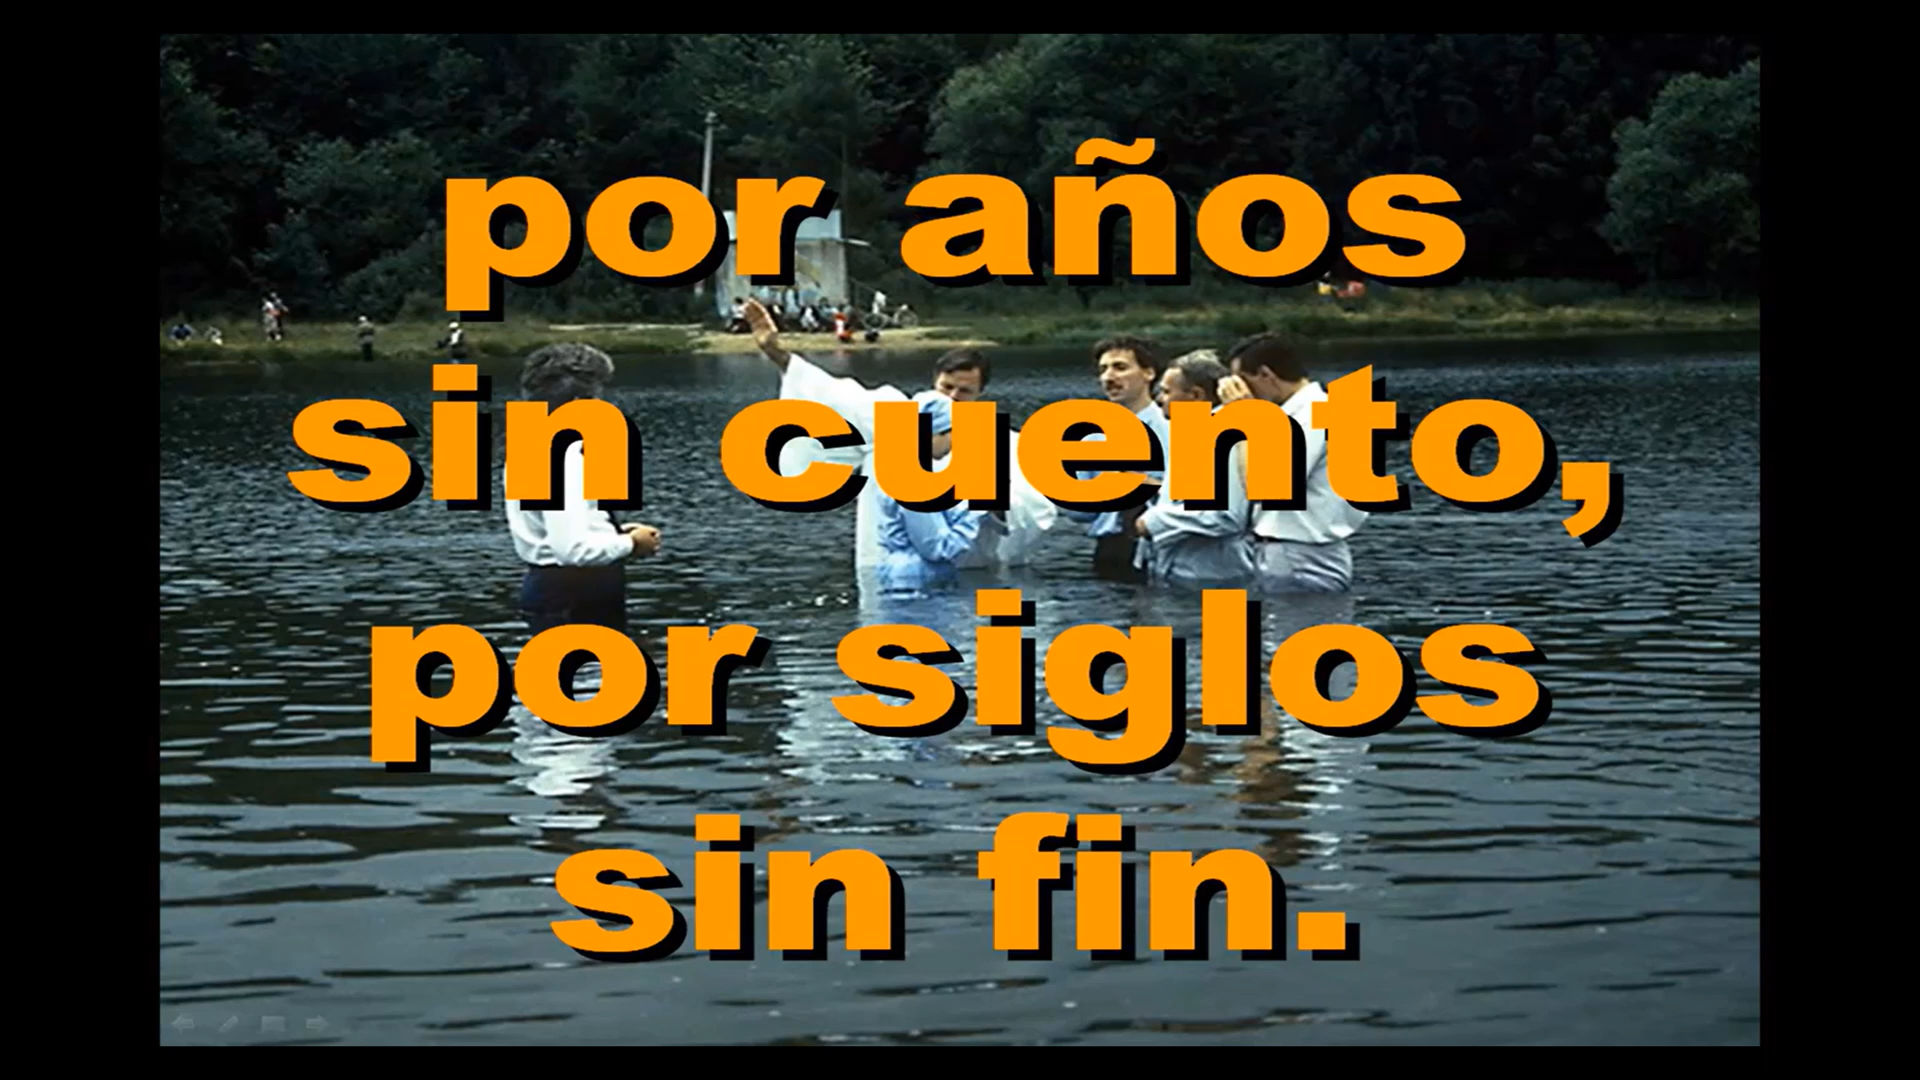 por años
sin cuento,
por siglos
sin fin.